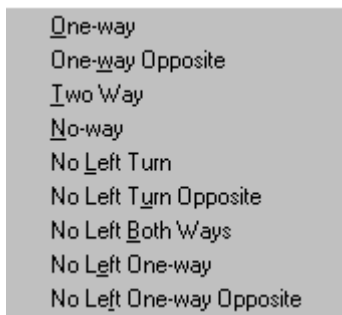 One-way
One-way Opposite
Two Way
No-way
No Left Turn
No Left Turn Opposite
No Left Both Ways
No Left One-way
No Left One-way Opposite